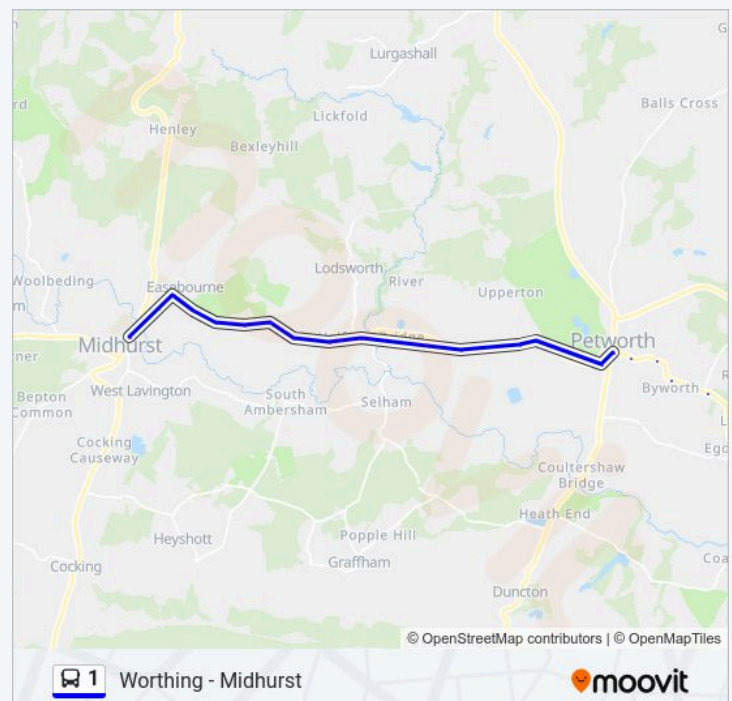 Lurgashall
Balls Cross
Lickfold
Henley
Bexleyhill
Lodsworth
River
Woolbeding
Easebourne
Upperton
Midhurst
Petworth
Bepton
Common
West Lavington
South
Ambersham
Selham
Byworth
Cocking
Causeway
Coultershaw
Bridge
Heath End
Heyshott
Popple Hill
Graffham
Cocking
Duncton
© OpenStreetMap contributors | © OpenMapTiles
1 Worthing - Midhurst
moovit